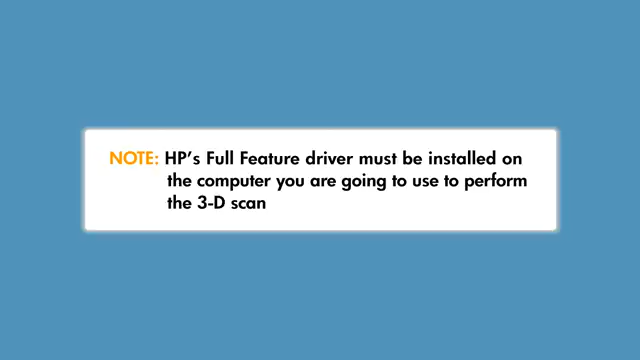 NOTE: HP’s Full Feature driver must be installed on
the computer you are going to use to perform
the 3-D scan